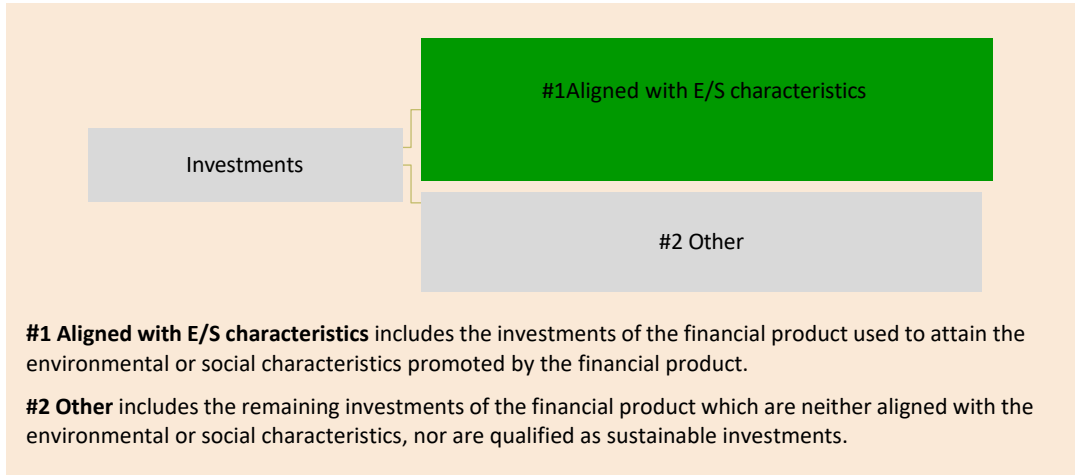 #1Aligned with E/S characteristics
Investments
#2 Other
#1 Aligned with E/S characteristics includes the investments of the financial product used to attain the
environmental or social characteristics promoted by the financial product.
#2 Other includes the remaining investments of the financial product which are neither aligned with the
environmental or social characteristics, nor are qualified as sustainable investments.